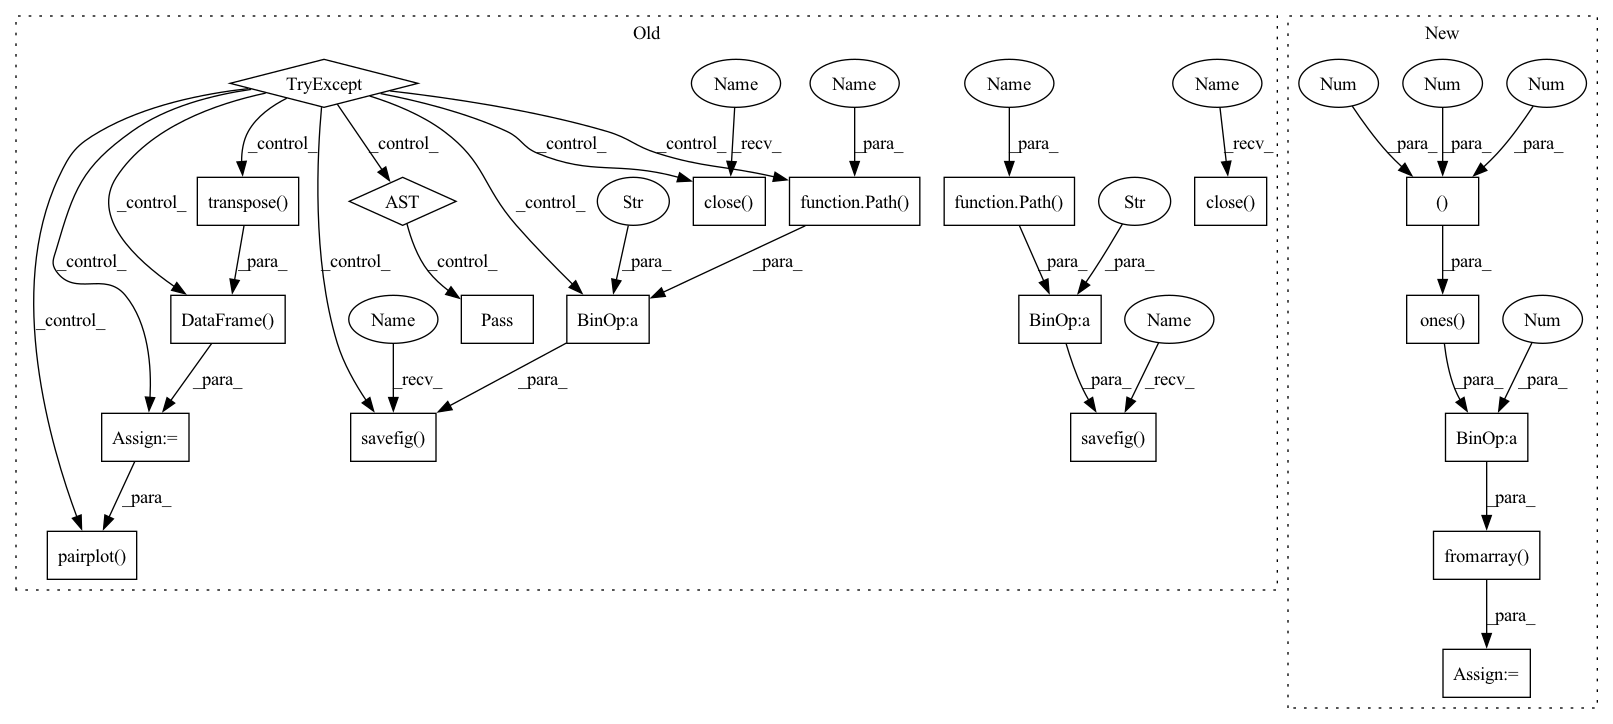 Old
New
TryExcept
Name
Name
Name
Name
Num
Num
Num
_control_
_control_
_control_
_recv_
_para_
_para_
_recv_
_para_
_para_
_para_
transpose()
AST
Str
close()
function.Path()
function.Path()
Str
close()
()
_control_
_control_
_para_
_control_
_control_
_control_
_para_
_para_
_para_
_para_
_para_
_control_
DataFrame()
Name
Pass
BinOp:a
BinOp:a
Name
ones()
Num
_para_
_recv_
_para_
_para_
_recv_
_para_
_para_
Assign:=
savefig()
savefig()
BinOp:a
_para_
_para_
pairplot()
fromarray()
_para_
Assign:=